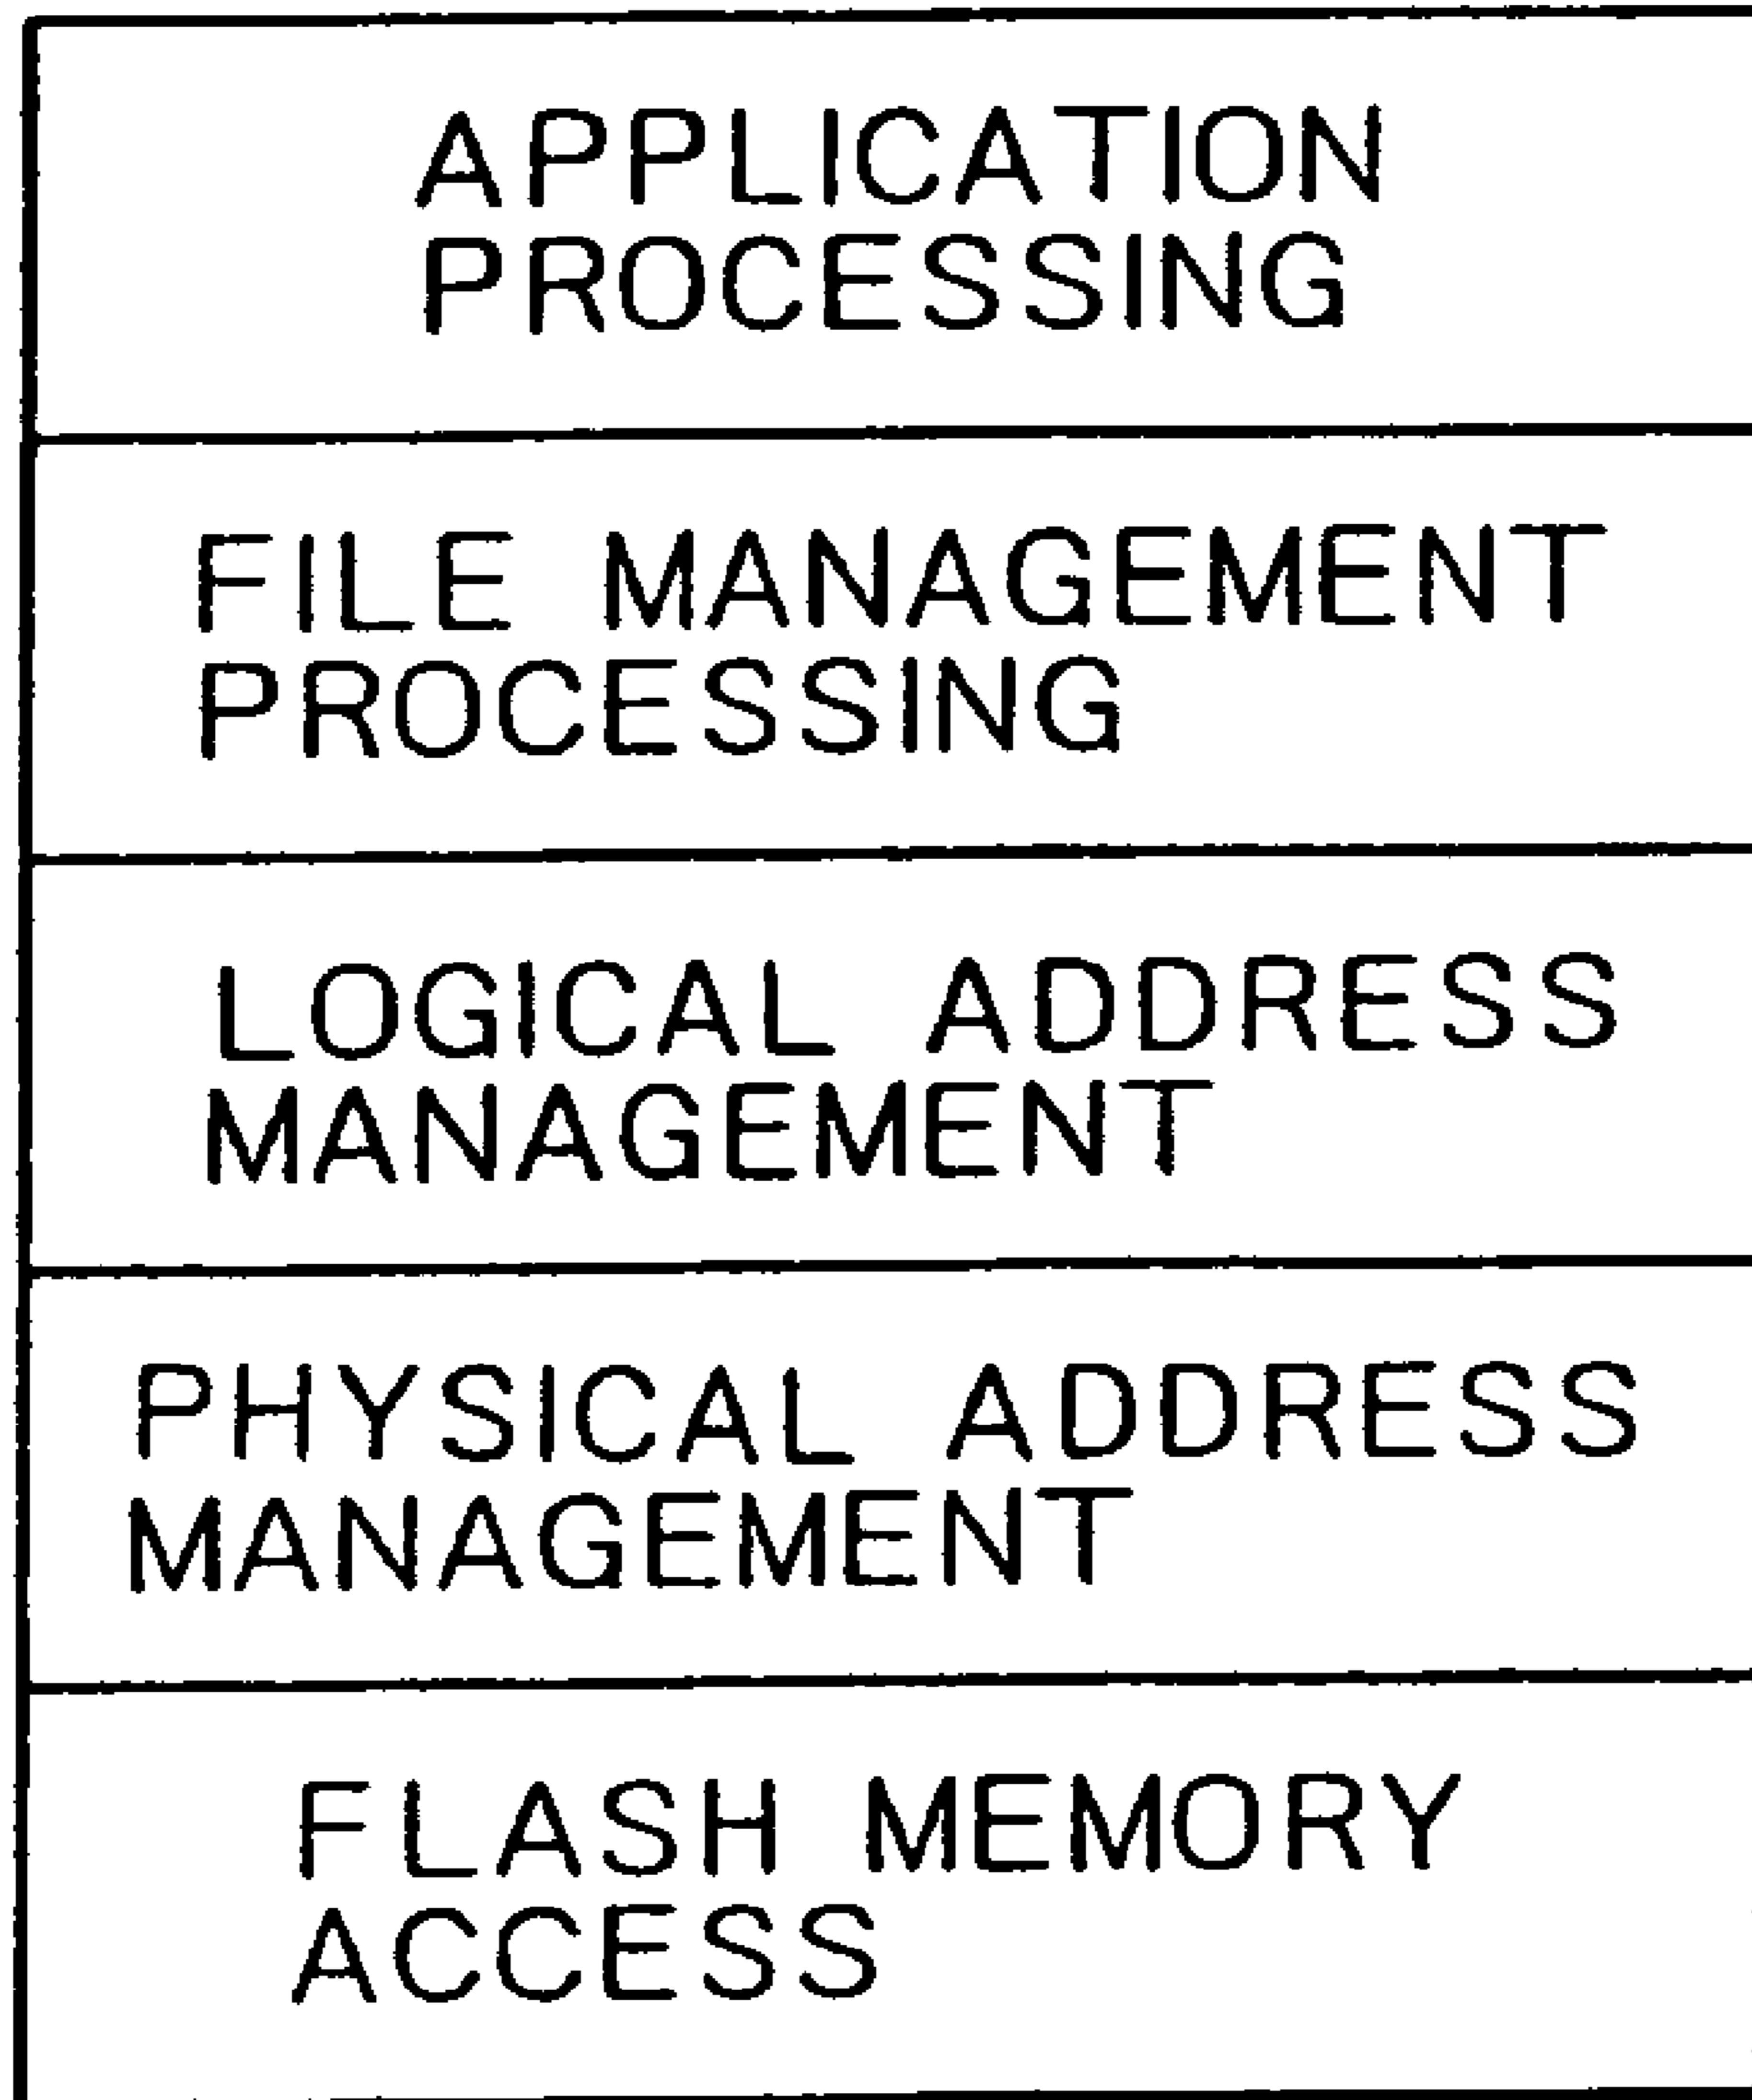 APPLICATION
PROCESSING
FILE MANAGEMENT
PROCESSING
LOGICAL ADDRESS
MANAGEMENT
PHYSICAL ADDRESS
MANAGEMENT
FLASH MEMORY
ACCESS